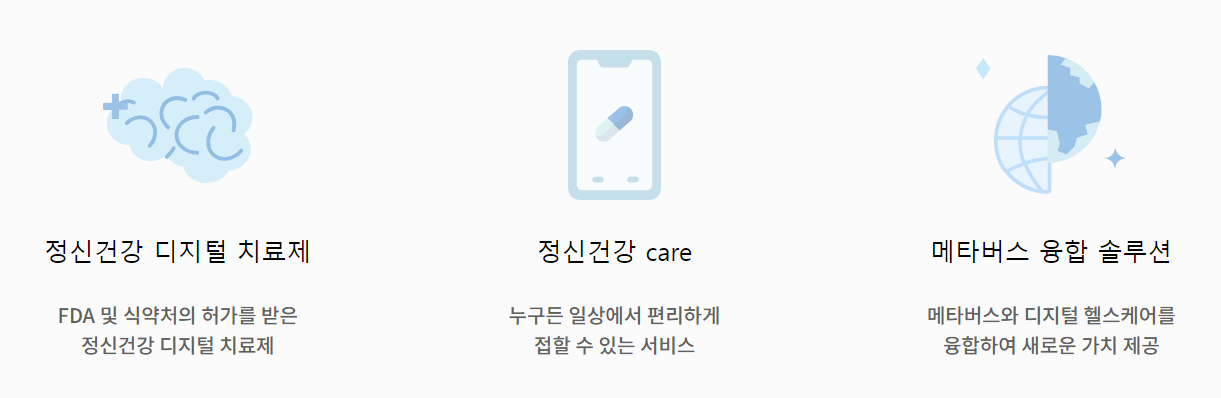 정신건강 디지털 치료제
FDA 및 식약처의 허가를 받은
정신건강 디지털 치료제
정신건강 care
누구든 일상에서 편리하게
접할 수 있는 서비스
메타버스 융합 솔루션
메타버스와 디지털 헬스케어를
융합하여 새로운 가치 제공